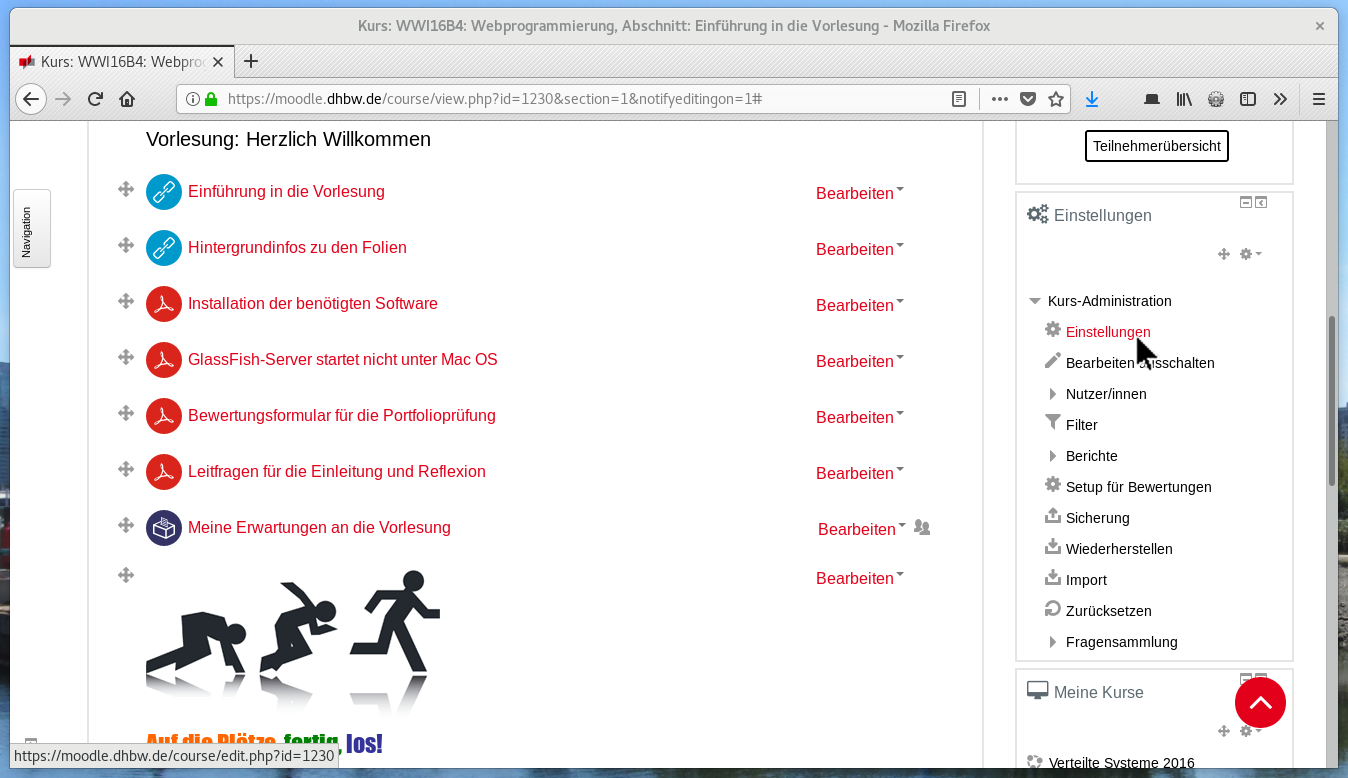 Kurs: WWI16B4: Webprogrammierung, Abschnitt: Einführung in die Vorlesung - Mozilla Firefox
Kurs: WWI16B4: Webproc
https://moodle.dhbw.de/course/view.php?id=1230&section=1&notifyeditingon=1#
Navigation
Vorlesung: Herzlich Willkommen
Einführung in die Vorlesung Bearbeiten
Hintergrundinfos zu den Folien Bearbeiten
Installation der benötigten Software Bearbeiten
GlassFish-Server startet nicht unter Mac OS Bearbeiten
Bewertungsformular für die Portfolioprüfung Bearbeiten
Leitfragen für die Einleitung und Reflexion Bearbeiten
Meine Erwartungen an die Vorlesung Bearbeiten
Bearbeiten
Auf die Plätze, fertig, los!
https://moodle.dhbw.de/course/edit.php?id=1230
Teilnehmerübersicht
Einstellungen
Kurs-Administration
Einstellungen
Bearbeiten ausschalten
Nutzer/innen
Filter
Berichte
Setup für Bewertungen
Sicherung
Wiederherstellen
Import
Zurücksetzen
Fragensammlung
Meine Kurse
Verteilte Systeme 2016